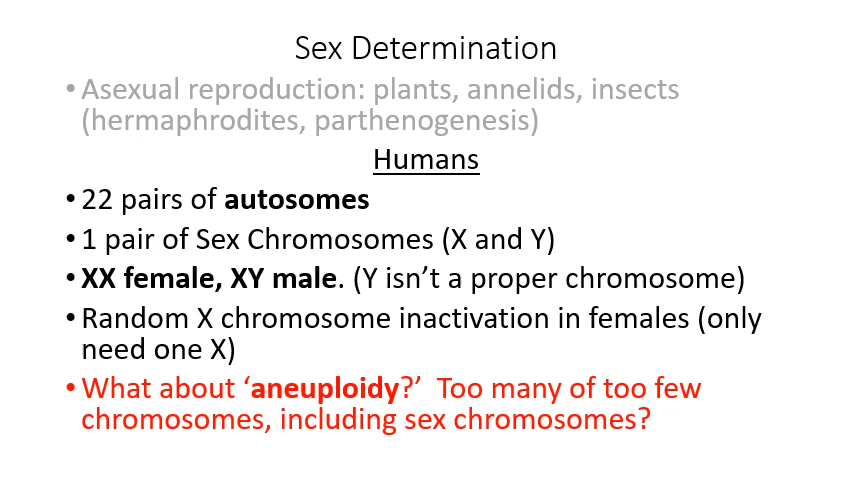 Sex Determination
• Asexual reproduction: plants, annelids, insects
(hermaphrodites, parthenogenesis)
Humans
• 22 pairs of autosomes
• 1 pair of Sex Chromosomes (X and Y)
• XX female, XY male. (Y isn’t a proper chromosome)
• Random X chromosome inactivation in females (only
need one X)
• What about ‘aneuploidy?’  Too many of too few
chromosomes, including sex chromosomes?